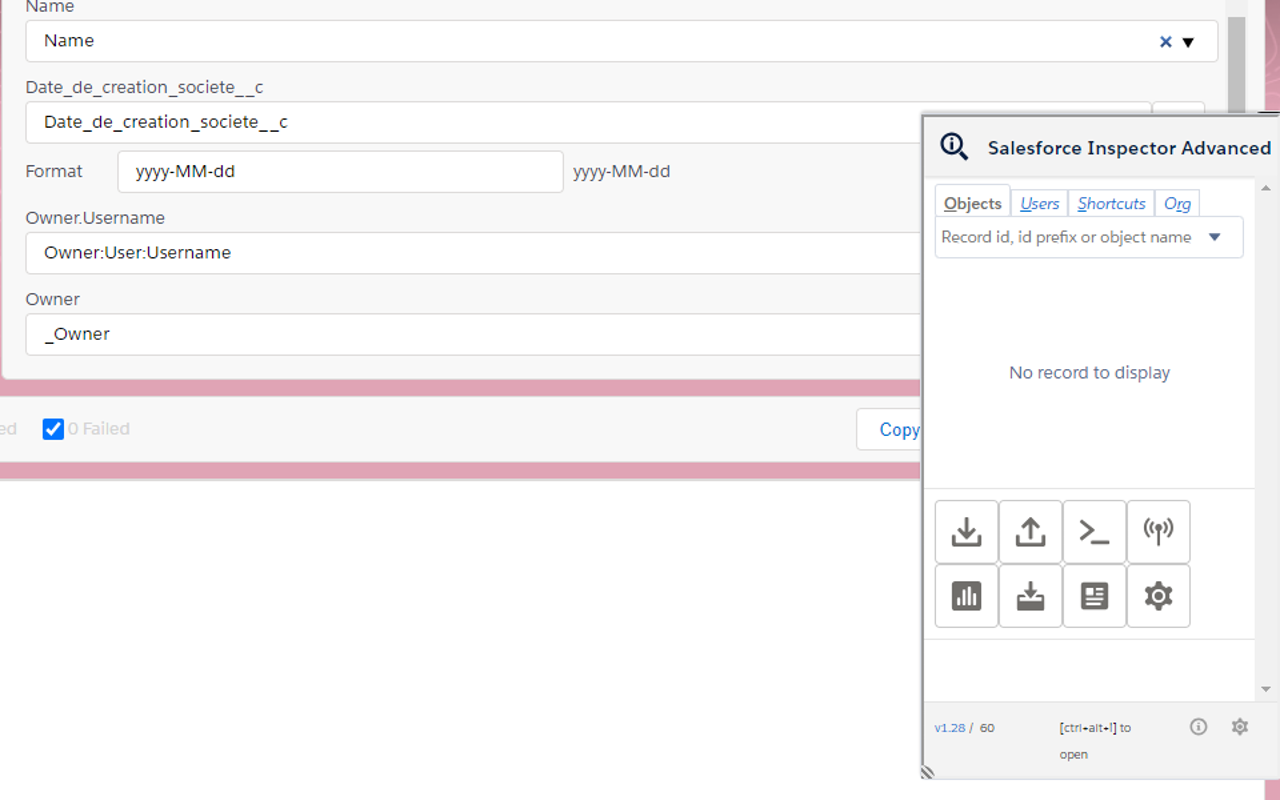 Name
Name
Date_de_creation_societe__c
Date_de_creation_societe__c
Format yyyy-MM-dd yyyy-MM-dd
Owner.Username
Owner:User:Username
Owner
_Owner
ed 0 Failed
Copy
Salesforce Inspector Advanced
Objects Users Shortcuts Org
Record id, id prefix or object name
No record to display
v1.28 / 60 [ctrl+alt+I] to
open